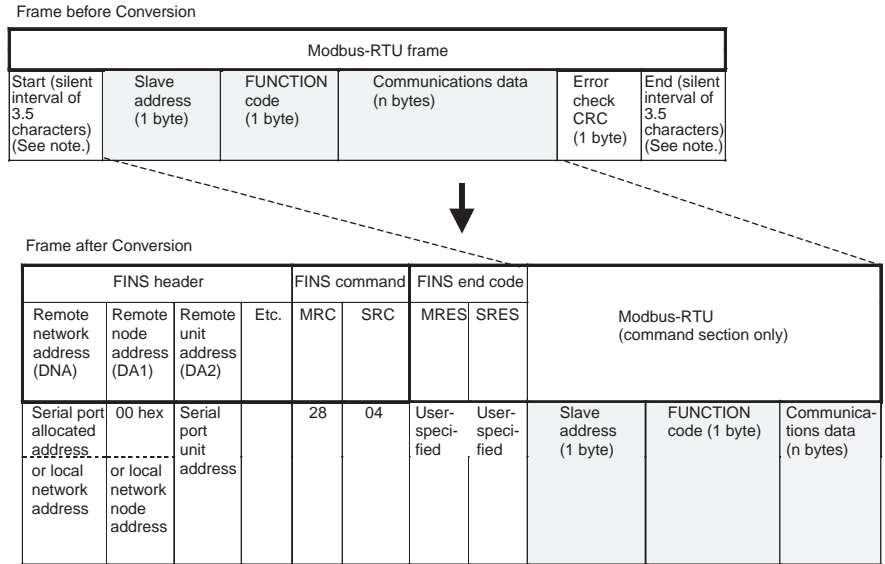 Frame before Conversion
Modbus-RTU frame
Start (silent
interval of
3.5
characters)
(See note.)
Slave
address
(1 byte)
FUNCTION
code
(1 byte)
Communications data
(n bytes)
Error
check
CRC
(1 byte)
End (silent
interval of
3.5
characters)
(See note.)
Frame after Conversion
FINS header
FINS command
FINS end code
Modbus-RTU
(command section only)
Remote
network
address
(DNA)
Remote
node
address
(DA1)
Remote
unit
address
(DA2)
Etc.
MRC
SRC
MRES
SRES
Serial port
allocated
address
or local
network
address
00 hex
or local
network
node
address
Serial
port
unit
address
28
04
User-
speci-
fied
User-
speci-
fied
Slave
address
(1 byte)
FUNCTION
code (1 byte)
Communica-
tions data
(n bytes)